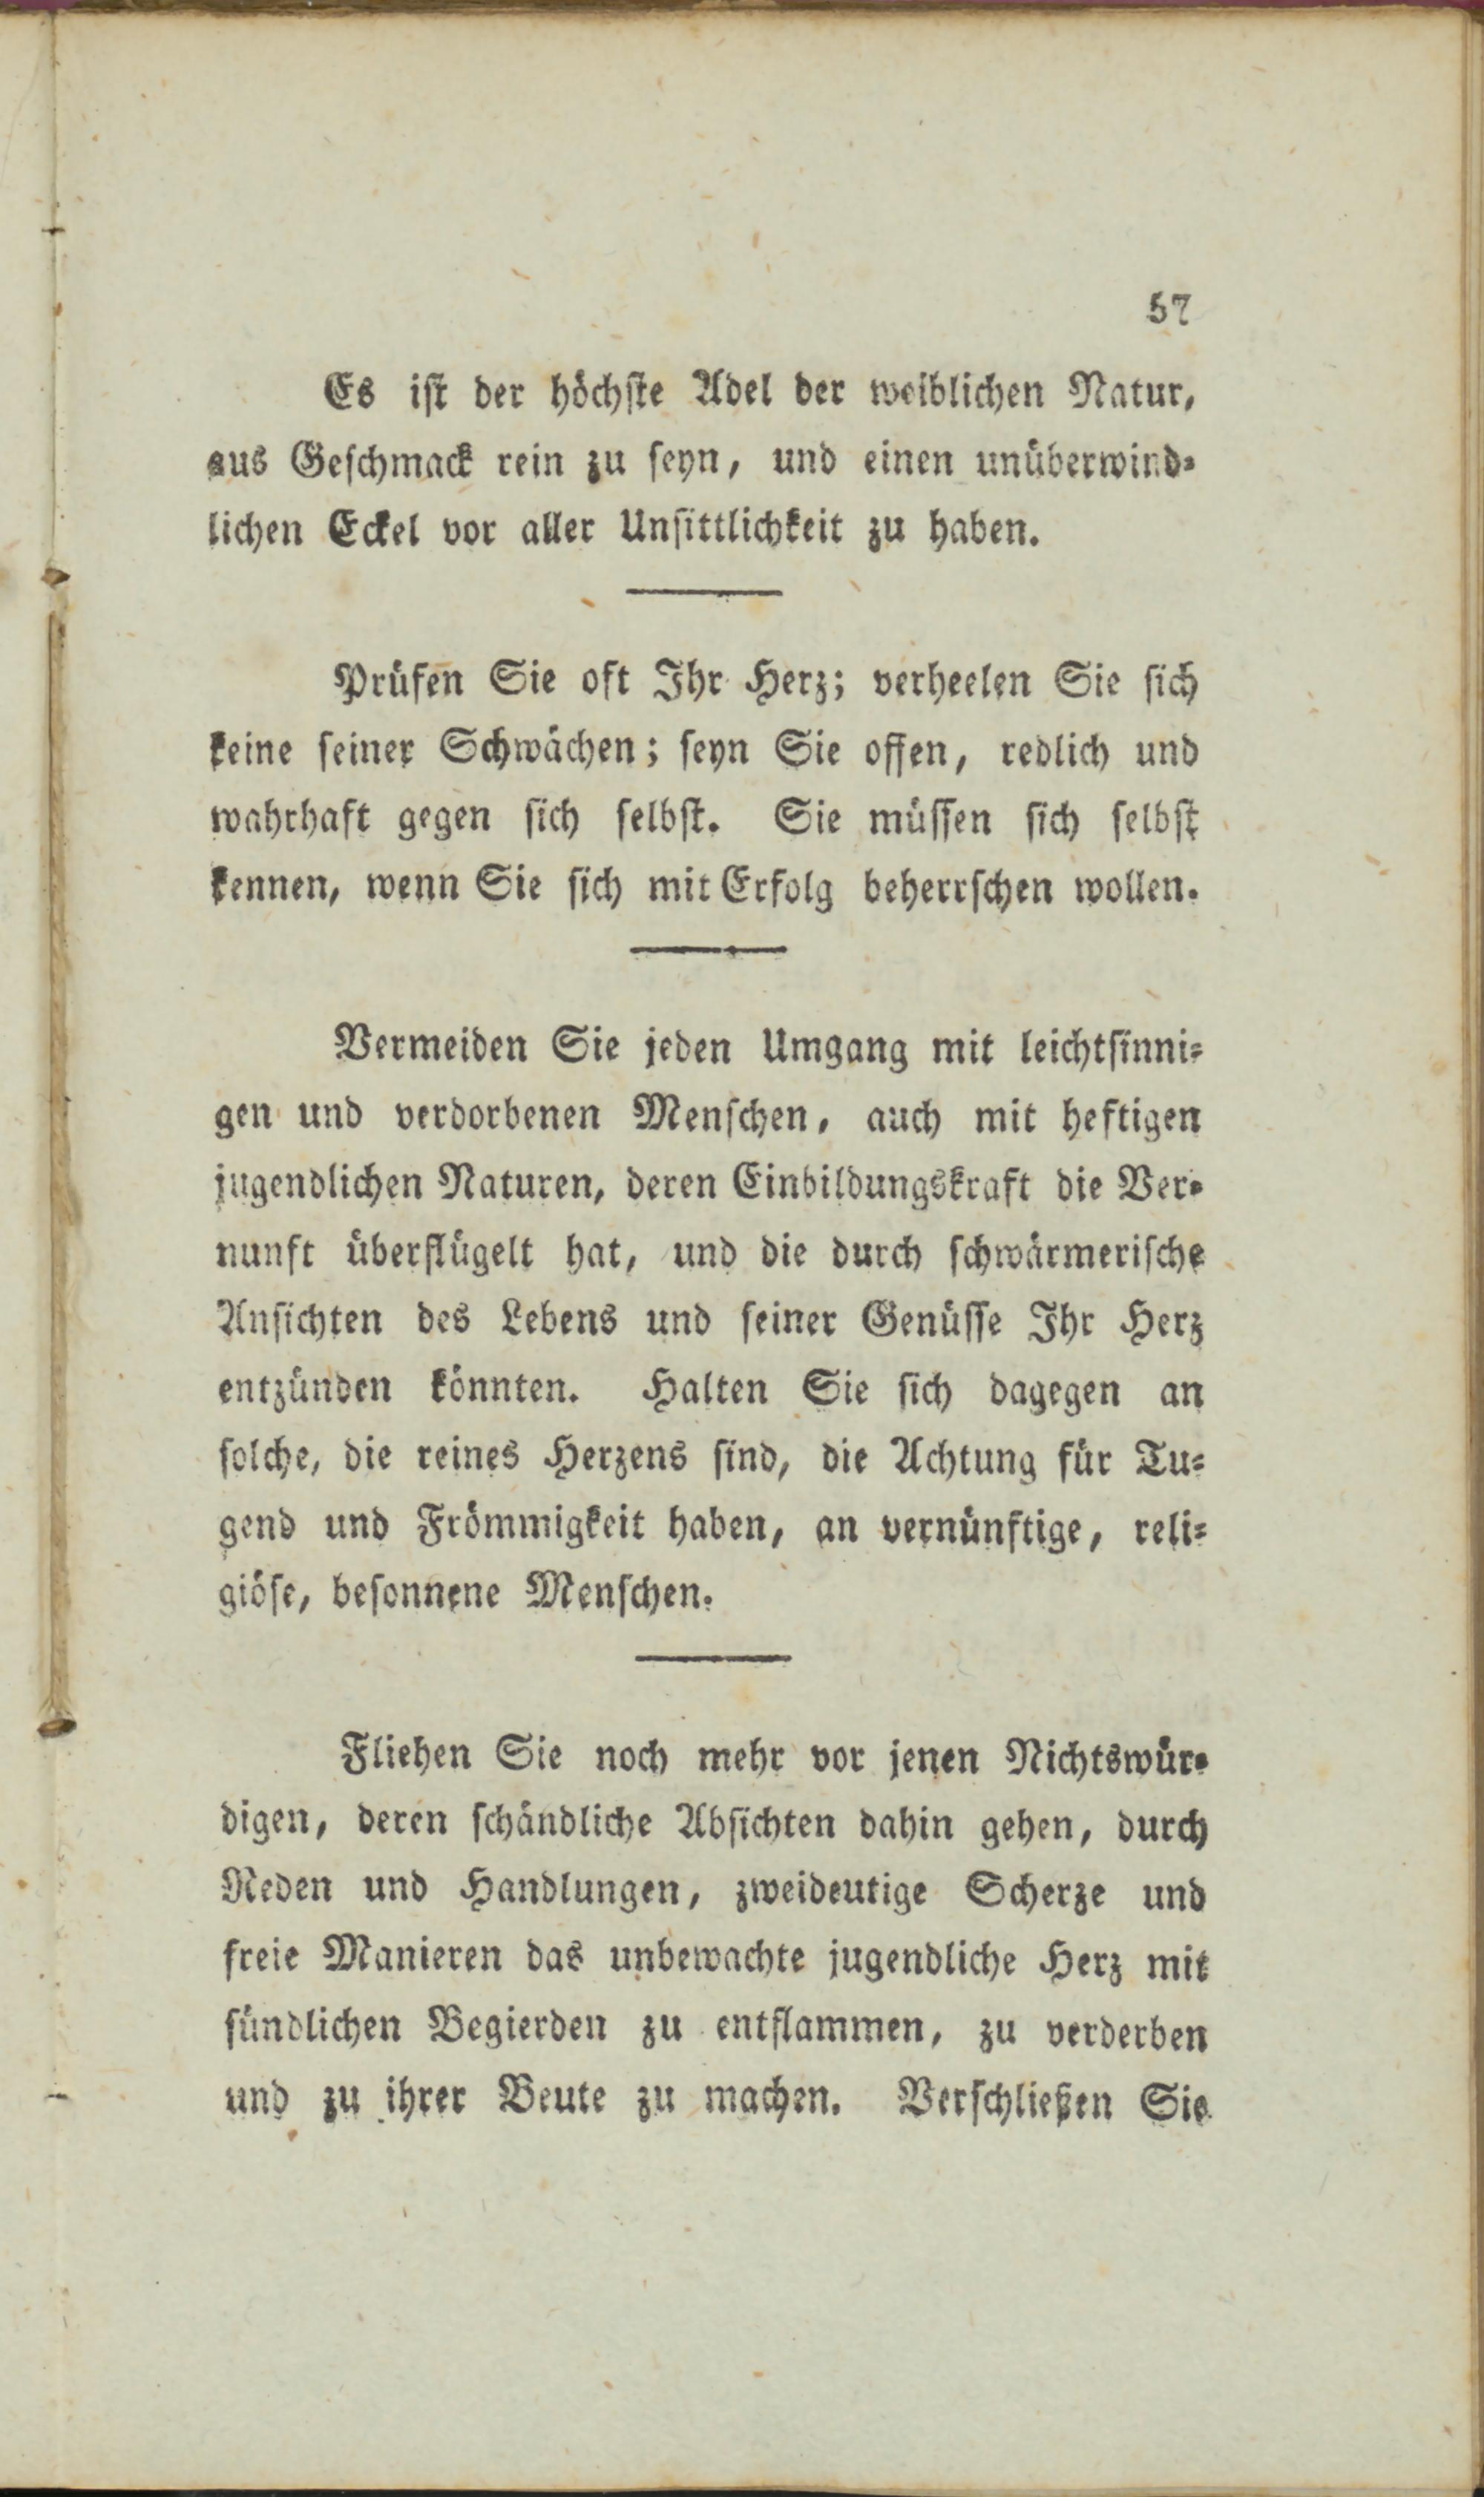 57
Es ist der höchste Adel der weiblichen Natur,
aus Geschmack rein zu seyn, und einen unüberwind-
lichen Eckel vor aller Unsittlichkeit zu haben.
Prüfen Sie oft Ihr Herz; verheelen Sie sich
keine seiner Schwächen; seyn Sie offen, redlich und
wahrhaft gegen sich selbst. Sie müssen sich selbst
kennen, wenn Sie sich mit Erfolg beherrschen wollen.
Vermeiden Sie jeden Umgang mit leichtsinni-
gen und verdorbenen Menschen, auch mit heftigen
jugendlichen Naturen, deren Einbildungskraft die Ver-
nunft überflügelt hat, und die durch schwärmerische
Ansichten des Lebens und seiner Genüsse Ihr Herz
entzünden könnten. Halten Sie sich dagegen an
solche, die reines Herzens sind, die Achtung für Tu-
gend und Frömmigkeit haben, an vernünftige, reli-
giöse, besonnene Menschen.
Fliehen Sie noch mehr vor jenen Nichtswür-
digen, deren schändliche Absichten dahin gehen, durch
Reden und Handlungen, zweideutige Scherze und
freie Manieren das unbewachte jugendliche Herz mit
sündlichen Begierden zu entflammen, zu verderben
und zu ihrer Beute zu machen. Verschließen Sie